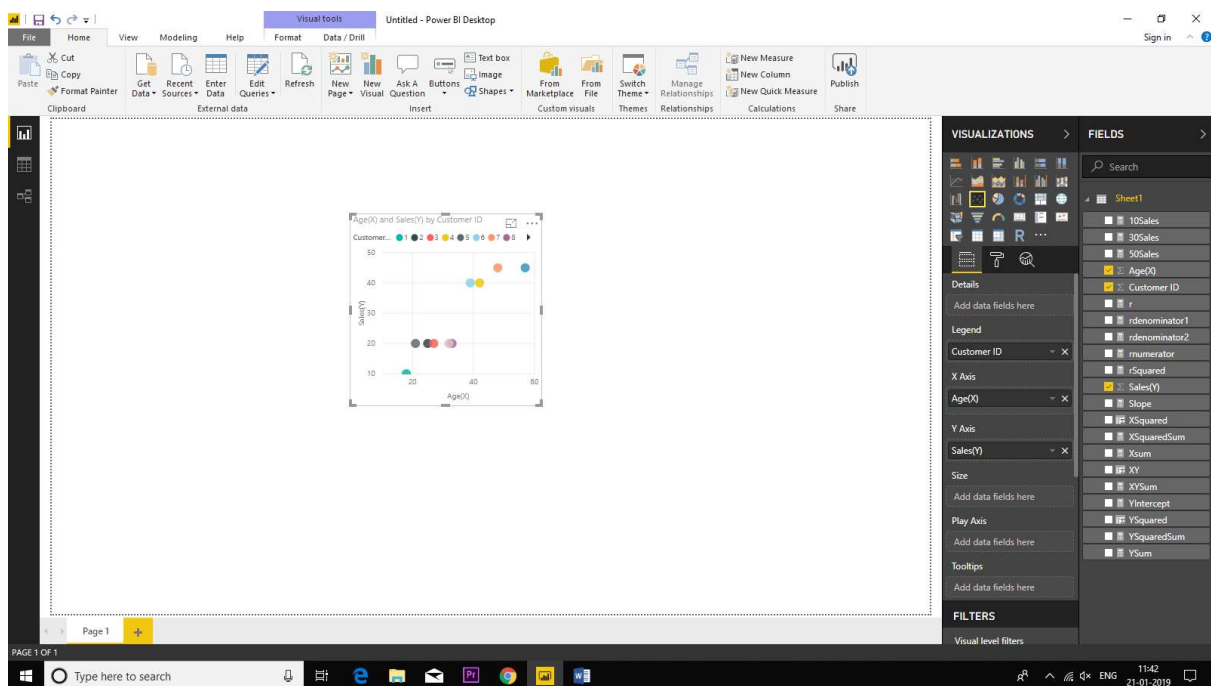 Visual tools
Untitled - Power BI Desktop
File Home View Modeling Help Format Data / Drill Sign in
Paste
Cut
Copy
Format Painter
Clipboard
Get Data
Recent Sources
Enter Data
Edit Queries
External data
Refresh
New Page
New Visual
Ask A Question
Buttons
Text box
Image
Shapes
Insert
From Marketplace
From File
Custom visuals
Switch Theme
Themes
Manage Relationships
Relationships
New Measure
New Column
New Quick Measure
Calculations
Publish
Share
Age(X) and Sales(Y) by Customer ID
Customer... 1 2 3 4 5 6 7 8
50
40
30
20
10
Sales(Y)
20 40 60
Age(X)
VISUALIZATIONS
R
Details
Add data fields here
Legend
Customer ID
X Axis
Age(X)
Y Axis
Sales(Y)
Size
Add data fields here
Play Axis
Add data fields here
Tooltips
Add data fields here
FILTERS
Visual level filters
FIELDS
Search
Sheet1
10Sales
30Sales
50Sales
Age(X)
Customer ID
r
rdenominator1
rdenominator2
rnumerator
rSquared
Sales(Y)
Slope
XSquared
XSquaredSum
Xsum
XY
XYSum
YIntercept
YSquared
YSquaredSum
YSum
Page 1
PAGE 1 OF 1
Type here to search
Pr
ENG
11:42
21-01-2019